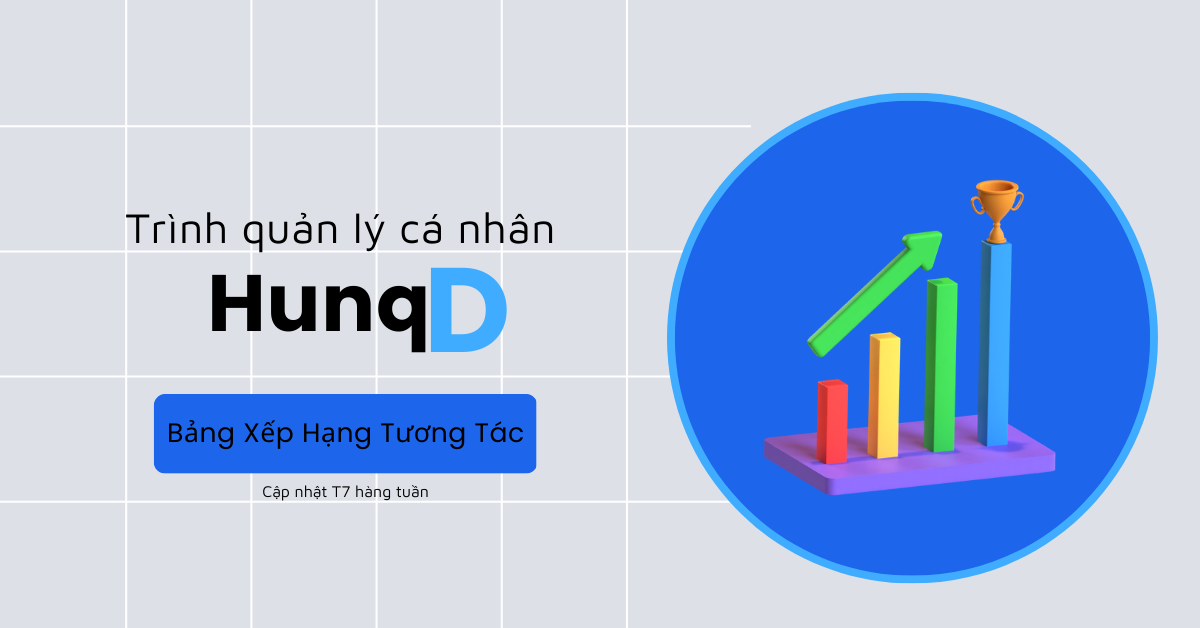 Trình quản lý cá nhân
HunqD
Bảng Xếp Hạng Tương Tác
Cập nhật T7 hàng tuần